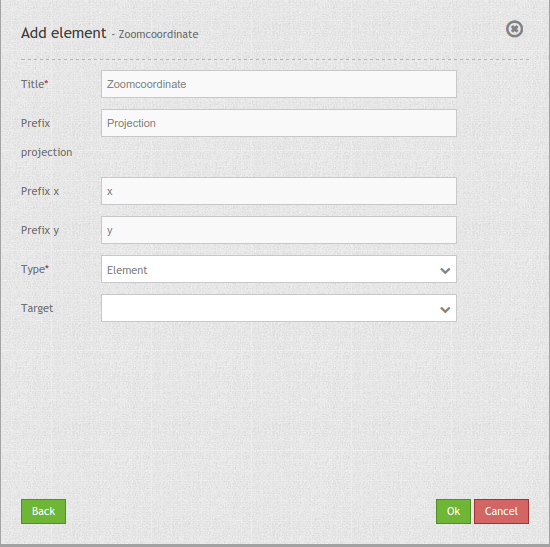 Add element - Zoomcoordinate
Title* Zoomcoordinate
Prefix Projection
projection
Prefix x x
Prefix y y
Type* Element
Target
Back Ok Cancel